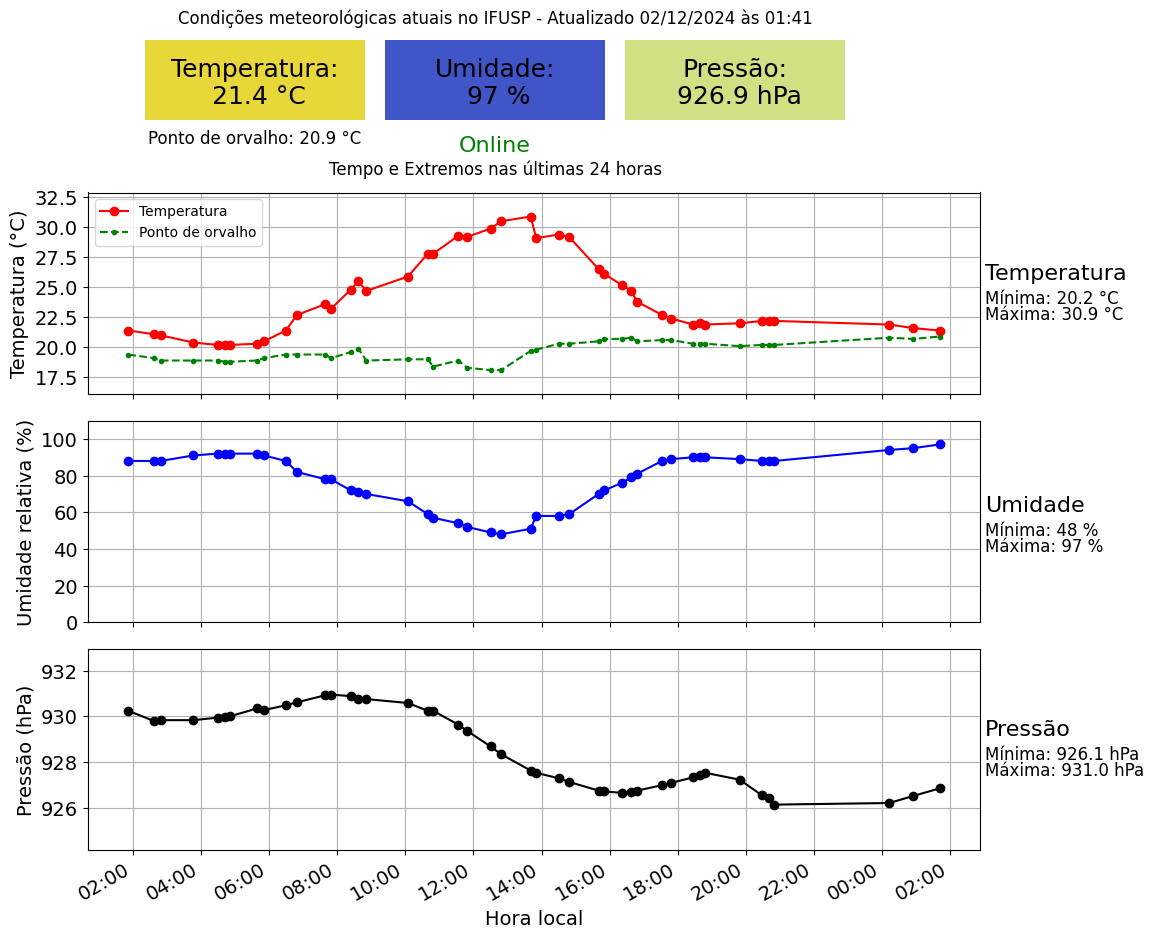 Condições meteorológicas atuais no IFUSP - Atualizado 02/12/2024 às 01:41
Temperatura:
21.4 °C
Umidade:
97 %
Pressão:
926.9 hPa
Ponto de orvalho: 20.9 °C
Online
Tempo e Extremos nas últimas 24 horas
Temperatura (°C)
32.5
30.0
27.5
25.0
22.5
20.0
17.5
Temperatura
Ponto de orvalho
Temperatura
Mínima: 20.2 °C
Máxima: 30.9 °C
Umidade relativa (%)
100
80
60
40
20
0
Umidade
Mínima: 48 %
Máxima: 97 %
Pressão (hPa)
932
930
928
926
Pressão
Mínima: 926.1 hPa
Máxima: 931.0 hPa
02:00 04:00 06:00 08:00 10:00 12:00 14:00 16:00 18:00 20:00 22:00 00:00 02:00
Hora local